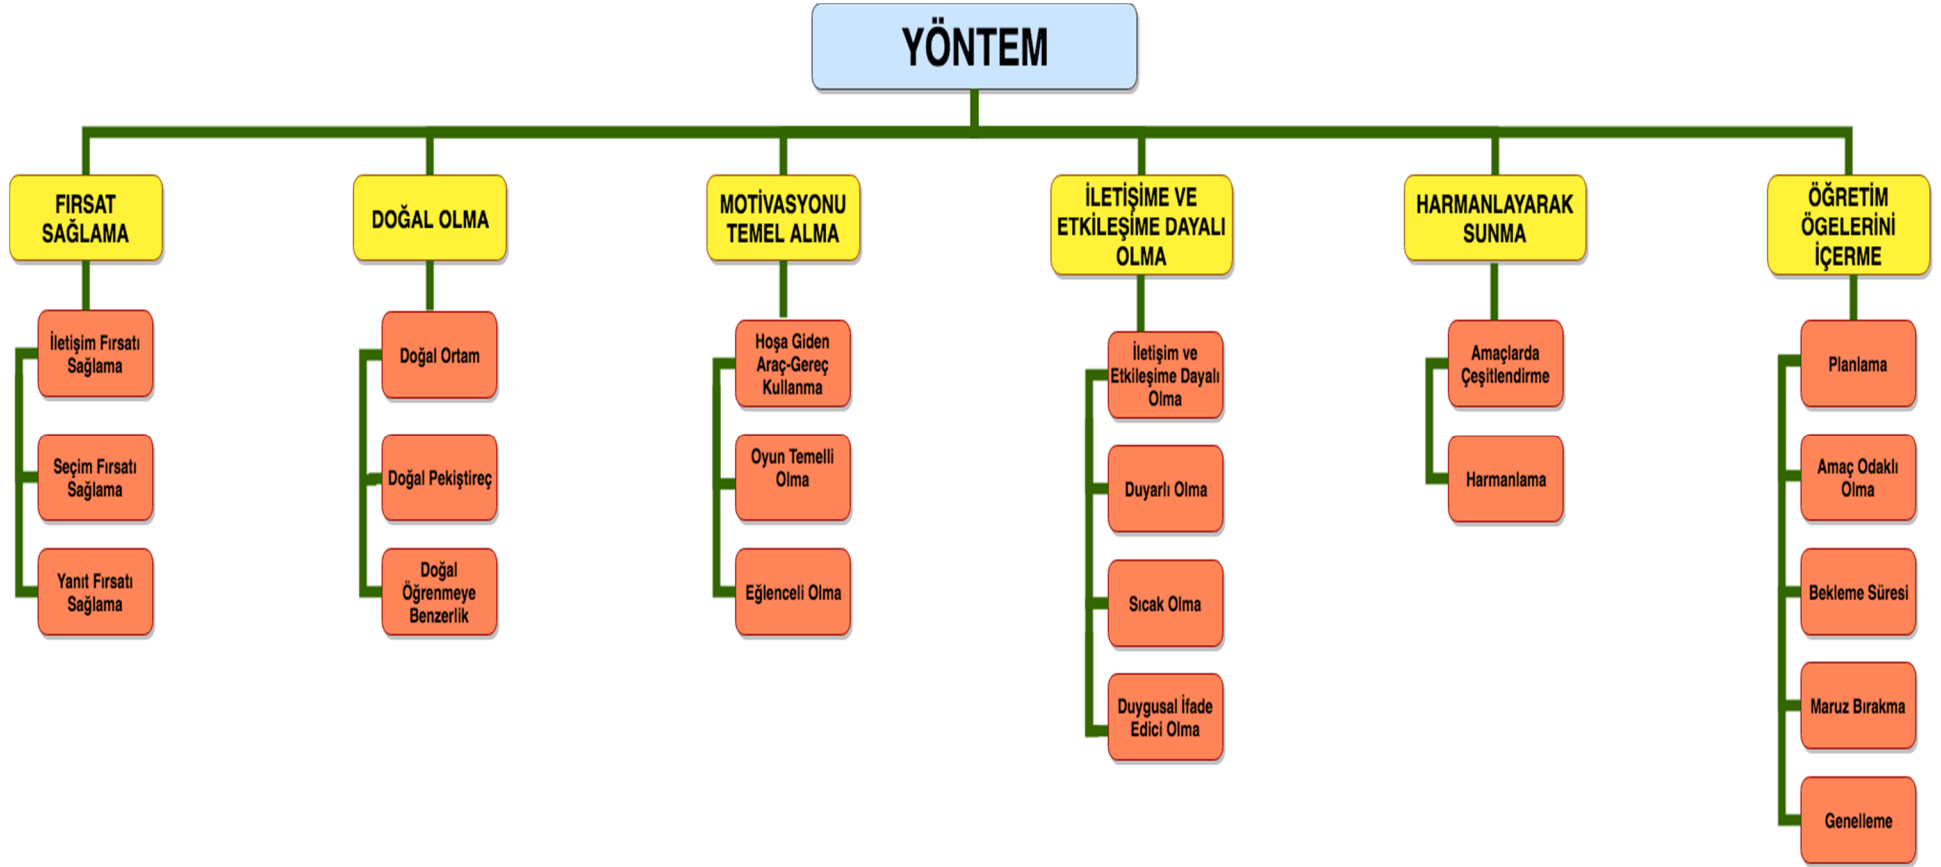 YÖNTEM
FIRSAT
SAĞLAMA
İletişim Fırsatı
Sağlama
Seçim Fırsatı
Sağlama
Yanıt Fırsatı
Sağlama
DOĞAL OLMA
Doğal Ortam
Doğal Pekiştireç
Doğal
Öğrenmeye
Benzerlik
MOTİVASYONU
TEMEL ALMA
Hoşa Giden
Araç-Gereç
Kullanma
Oyun Temelli
Olma
Eğlenceli Olma
İLETİŞİME VE
ETKİLEŞİME DAYALI
OLMA
İletişim ve
Etkileşime Dayalı
Olma
Duyarlı Olma
Sıcak Olma
Duygusal İfade
Edici Olma
HARMANLAYARAK
SUNMA
Amaçlarda
Çeşitlendirme
Harmanlama
ÖĞRETİM
ÖGELERİNİ
İÇERME
Planlama
Amaç Odaklı
Olma
Bekleme Süresi
Maruz Bırakma
Genelleme